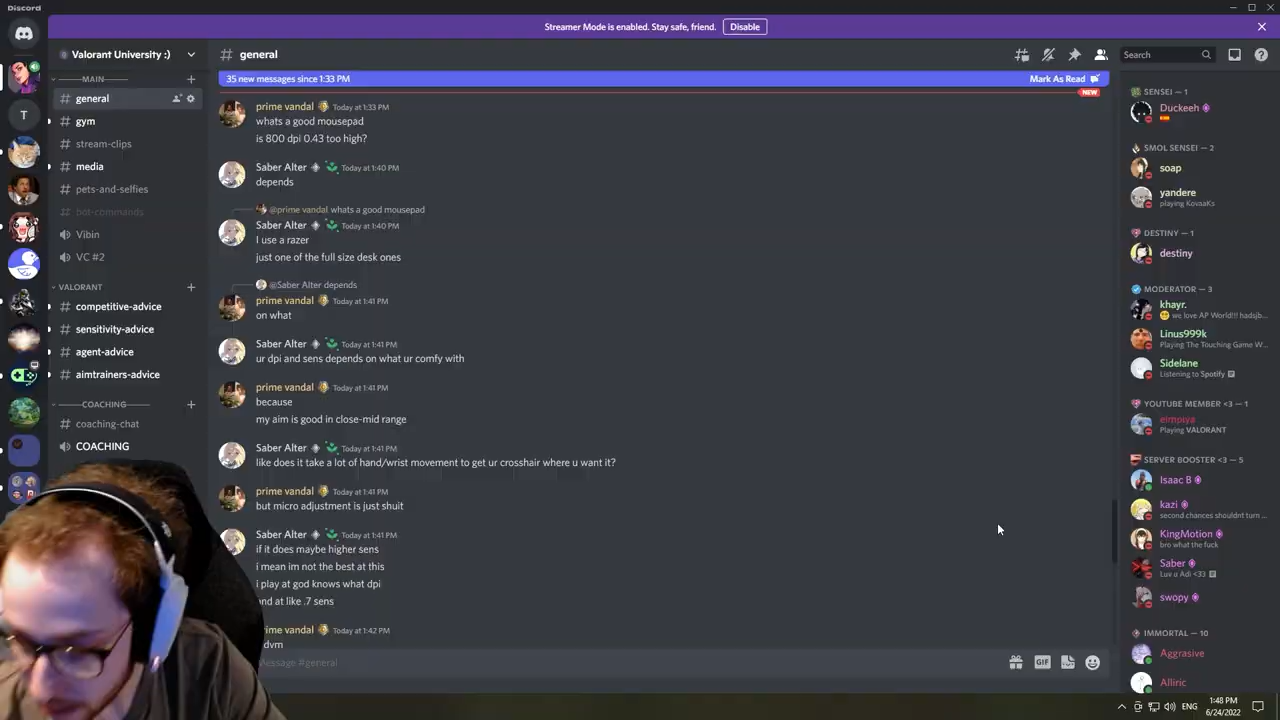 Discord
Streamer Mode is enabled. Stay safe, friend. Disable
Valorant University :)
MAIN
general
gym
stream-clips
media
pets-and-selfies
bot-commands
Vibin
VC #2
VALORANT
competitive-advice
sensitivity-advice
agent-advice
aimtrainers-advice
COACHING
coaching-chat
COACHING
T
# general
Search
35 new messages since 1:33 PM Mark As Read
NEW
prime vandal Today at 1:33 PM
whats a good mousepad
is 800 dpi 0.43 too high?
Saber Alter Today at 1:40 PM
depends
@prime vandal whats a good mousepad
Saber Alter Today at 1:40 PM
I use a razer
just one of the full size desk ones
@Saber Alter depends
prime vandal Today at 1:41 PM
on what
Saber Alter Today at 1:41 PM
ur dpi and sens depends on what ur comfy with
prime vandal Today at 1:41 PM
because
my aim is good in close-mid range
Saber Alter Today at 1:41 PM
like does it take a lot of hand/wrist movement to get ur crosshair where u want it?
prime vandal Today at 1:41 PM
but micro adjustment is just shuit
Saber Alter Today at 1:41 PM
if it does maybe higher sens
i mean im not the best at this
i play at god knows what dpi
and at like .7 sens
prime vandal Today at 1:42 PM
dvm
Message #general
GIF
SENSEI — 1
Duckeeh
SMOL SENSEI — 2
soap
yandere
playing KovaaKs
DESTINY — 1
destiny
MODERATOR — 3
khayr.
we love AP World!!! hadsjb...
Linus999k
Playing The Touching Game W...
Sidelane
Listening to Spotify
YOUTUBE MEMBER <3 — 1
eimpiya
Playing VALORANT
SERVER BOOSTER <3 — 5
Isaac B
kazi
second chances shouldnt turn ...
KingMotion
bro what the fuck
Saber
Luv u Adi <33
swopy
IMMORTAL — 10
Aggrasive
Alliric
ENG
1:48 PM
6/24/2022